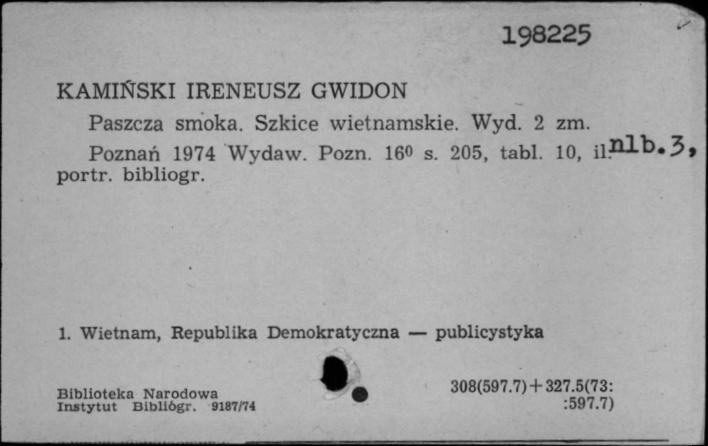 198225
KAMIŃSKI IRENEUSZ GWIDON
Paszcza smoka. Szkice wietnamskie. Wyd. 2 zm.
Poznań 1974 Wydaw. Pozn. 16⁰ s. 205, tabl. 10, il. nlb.3,
portr. bibliogr.
1. Wietnam, Republika Demokratyczna — publicystyka
Biblioteka Narodowa
Instytut Bibliogr. 9187/74
308(597.7)+327.5(73:
:597.7)